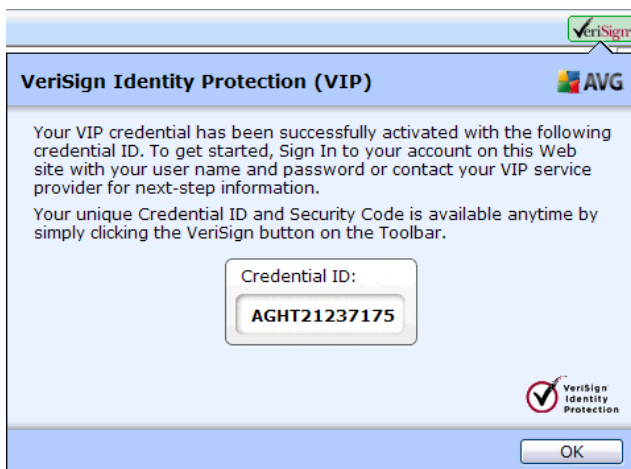 VeriSign
VeriSign Identity Protection (VIP)
AVG
Your VIP credential has been successfully activated with the following
credential ID. To get started, Sign In to your account on this Web
site with your user name and password or contact your VIP service
provider for next-step information.
Your unique Credential ID and Security Code is available anytime by
simply clicking the VeriSign button on the Toolbar.
Credential ID:
AGHT21237175
VeriSign
Identity
Protection
OK